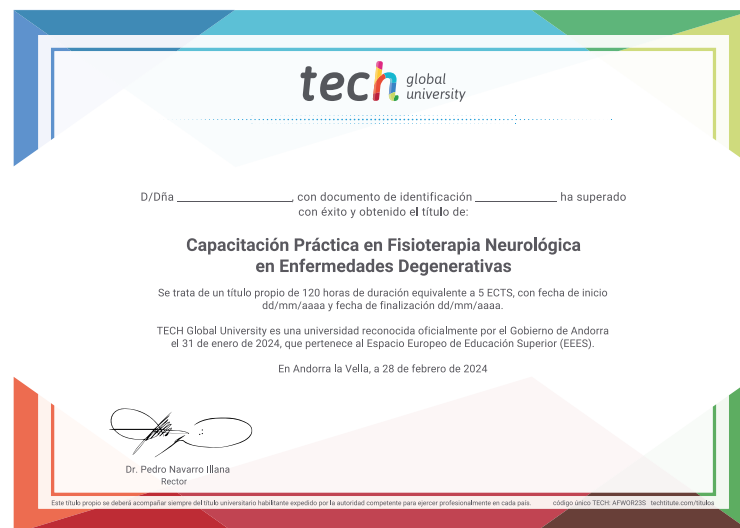 tech global
university
D/Dña ____________________, con documento de identificación ______________ ha superado
con éxito y obtenido el título de:
Capacitación Práctica en Fisioterapia Neurológica
en Enfermedades Degenerativas
Se trata de un título propio de 120 horas de duración equivalente a 5 ECTS, con fecha de inicio
dd/mm/aaaa y fecha de finalización dd/mm/aaaa.
TECH Global University es una universidad reconocida oficialmente por el Gobierno de Andorra
el 31 de enero de 2024, que pertenece al Espacio Europeo de Educación Superior (EEES).
En Andorra la Vella, a 28 de febrero de 2024
Dr. Pedro Navarro Illana
Rector
Este título propio se deberá acompañar siempre del título universitario habilitante expedido por la autoridad competente para ejercer profesionalmente en cada país. código único TECH: AFWOR23S techtitute.com/titulos